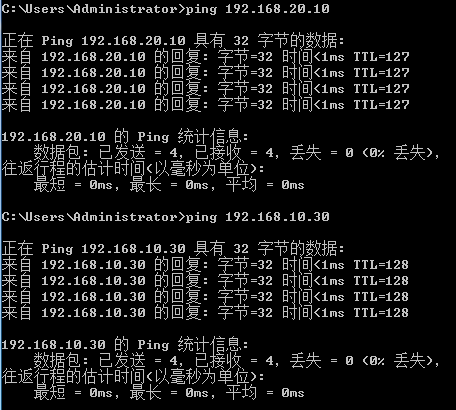 C:\Users\Administrator>ping 192.168.20.10
正在 Ping 192.168.20.10 具有 32 字节的数据:
来自 192.168.20.10 的回复: 字节=32 时间<1ms TTL=127
来自 192.168.20.10 的回复: 字节=32 时间<1ms TTL=127
来自 192.168.20.10 的回复: 字节=32 时间<1ms TTL=127
来自 192.168.20.10 的回复: 字节=32 时间<1ms TTL=127
192.168.20.10 的 Ping 统计信息:
数据包: 已发送 = 4, 已接收 = 4, 丢失 = 0 (0% 丢失),
往返行程的估计时间(以毫秒为单位):
最短 = 0ms, 最长 = 0ms, 平均 = 0ms
C:\Users\Administrator>ping 192.168.10.30
正在 Ping 192.168.10.30 具有 32 字节的数据:
来自 192.168.10.30 的回复: 字节=32 时间<1ms TTL=128
来自 192.168.10.30 的回复: 字节=32 时间<1ms TTL=128
来自 192.168.10.30 的回复: 字节=32 时间<1ms TTL=128
来自 192.168.10.30 的回复: 字节=32 时间<1ms TTL=128
192.168.10.30 的 Ping 统计信息:
数据包: 已发送 = 4, 已接收 = 4, 丢失 = 0 (0% 丢失),
往返行程的估计时间(以毫秒为单位):
最短 = 0ms, 最长 = 0ms, 平均 = 0ms